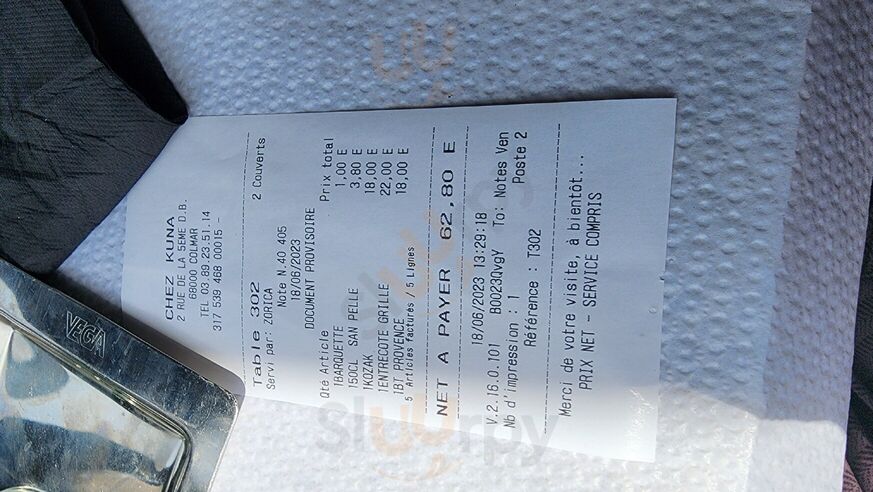 CHEZ KUNA
2 RUE DE LA 5EME D.B.
68000 COLMAR
TEL 03.89.23.51.14
317 539 468 00015 -
Table 302 2 Couverts
Servi par: ZORICA
Note N.40 405
18/06/2023
DOCUMENT PROVISOIRE
Qté Article Prix total
1BARQUETTE 1,00 E
150CL SAN PELLE 3,80 E
1KOZAK 18,00 E
1ENTRECOTE GRILLE 22,00 E
1BT PROVENCE 18,00 E
5 Articles facturés / 5 Lignes
NET A PAYER 62,80 E
18/06/2023 13:29:18
V.2.16.0.101 B0023QvgY To: Notes Ven
Nb d'impression : 1 Poste 2
Référence : T302
Merci de votre visite, à bientôt...
PRIX NET - SERVICE COMPRIS
VEGA
Sluurpy